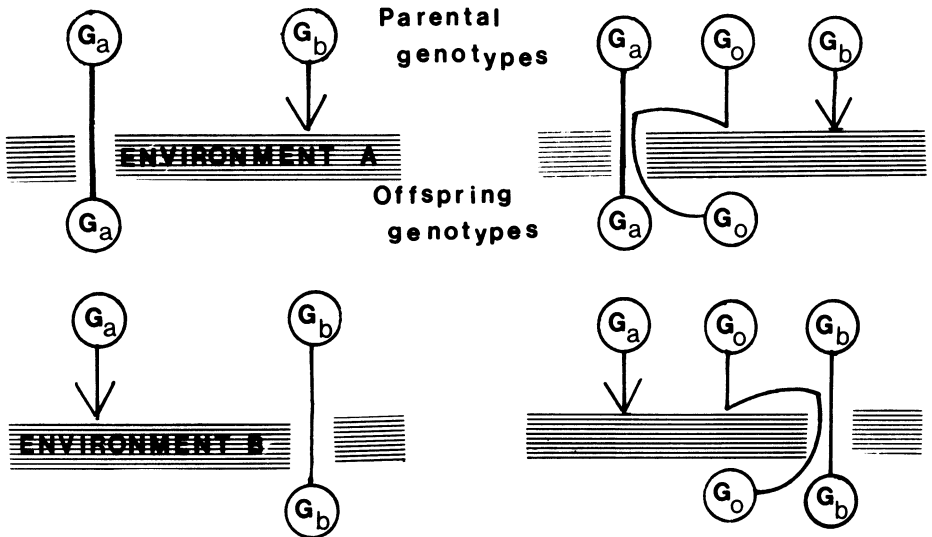 Parental
genotypes
Ga
Gb
Ga
Go
Gb
ENVIRONMENT A
Offspring
genotypes
Ga
Ga
Go
Ga
Gb
Ga
Go
Gb
ENVIRONMENT B
Gb
Go
Gb